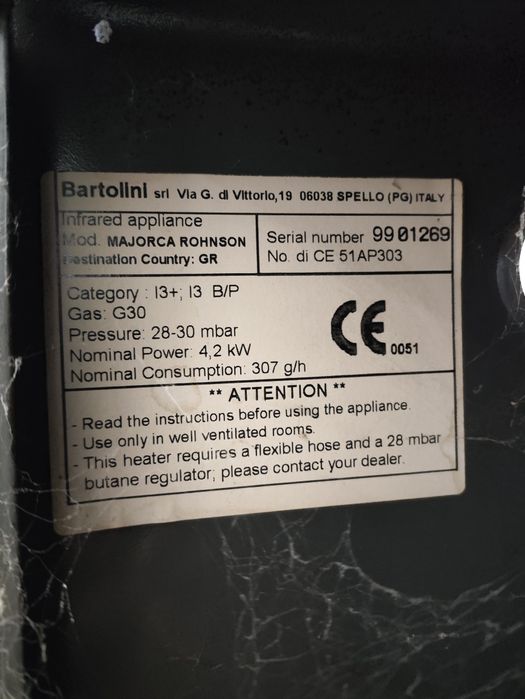 Bartolini srl Via G. di Vittorio,19 06038 SPELLO (PG) ITALY
Infrared appliance
Mod. MAJORCA ROHNSON
Destination Country: GR
Serial number 9901269
No. di CE 51AP303
Category : I3+; I3 B/P
Gas: G30
Pressure: 28-30 mbar
Nominal Power: 4,2 kW
Nominal Consumption: 307 g/h
CE 0051
** ATTENTION **
- Read the instructions before using the appliance.
- Use only in well ventilated rooms.
- This heater requires a flexible hose and a 28 mbar
butane regulator; please contact your dealer.